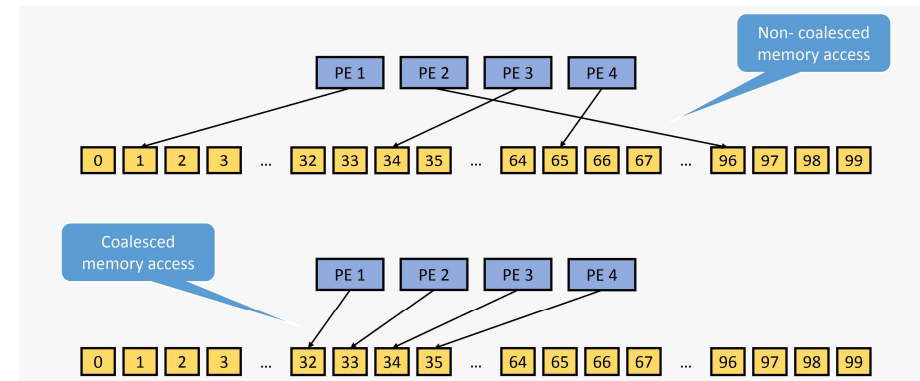 Non- coalesced
memory access
PE 1 PE 2 PE 3 PE 4
0 1 2 3 ... 32 33 34 35 ... 64 65 66 67 ... 96 97 98 99
Coalesced
memory access
PE 1 PE 2 PE 3 PE 4
0 1 2 3 ... 32 33 34 35 ... 64 65 66 67 ... 96 97 98 99